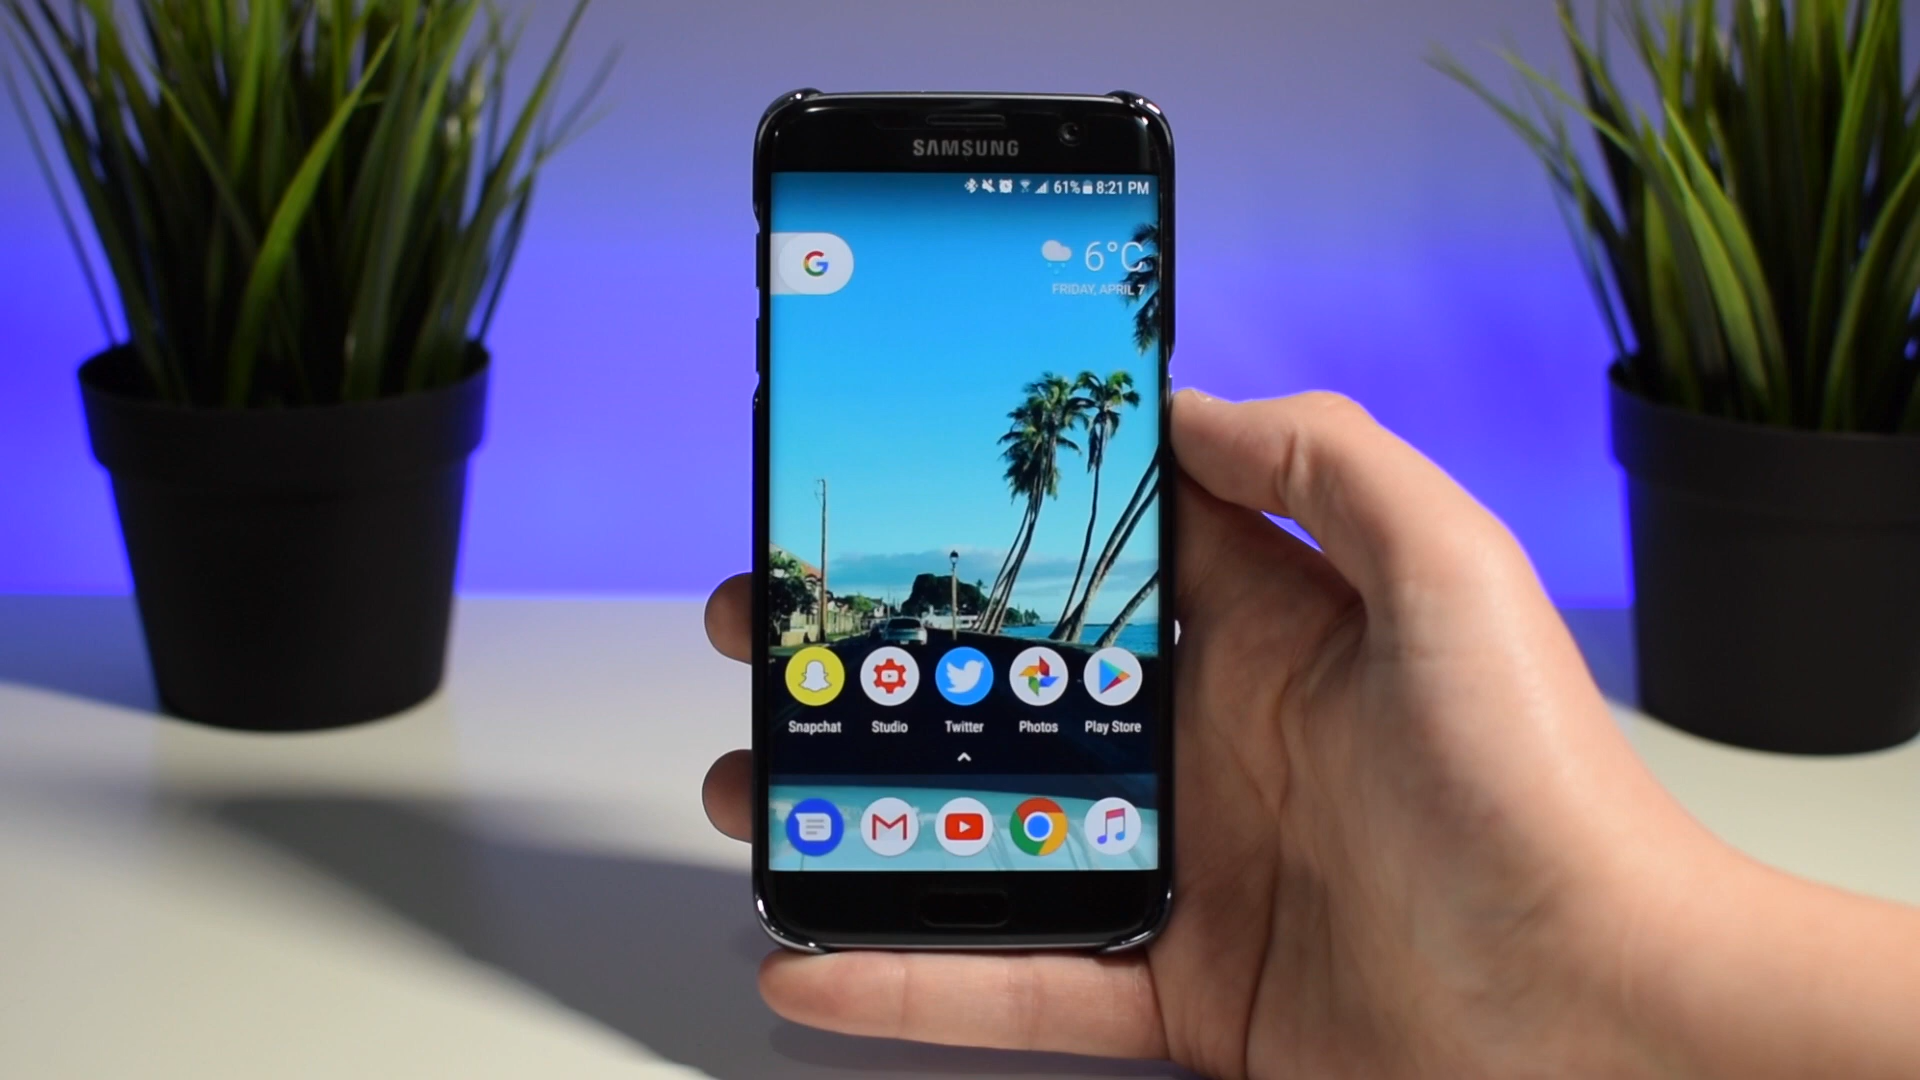 SAMSUNG
61% 8:21 PM
G
6°C
FRIDAY, APRIL 7
Snapchat Studio Twitter Photos Play Store